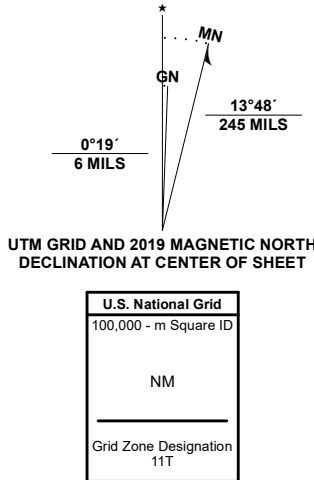 ★
MN
GN
13°48´
245 MILS
0°19´
6 MILS
UTM GRID AND 2019 MAGNETIC NORTH
DECLINATION AT CENTER OF SHEET
U.S. National Grid
100,000 - m Square ID
NM
Grid Zone Designation
11T